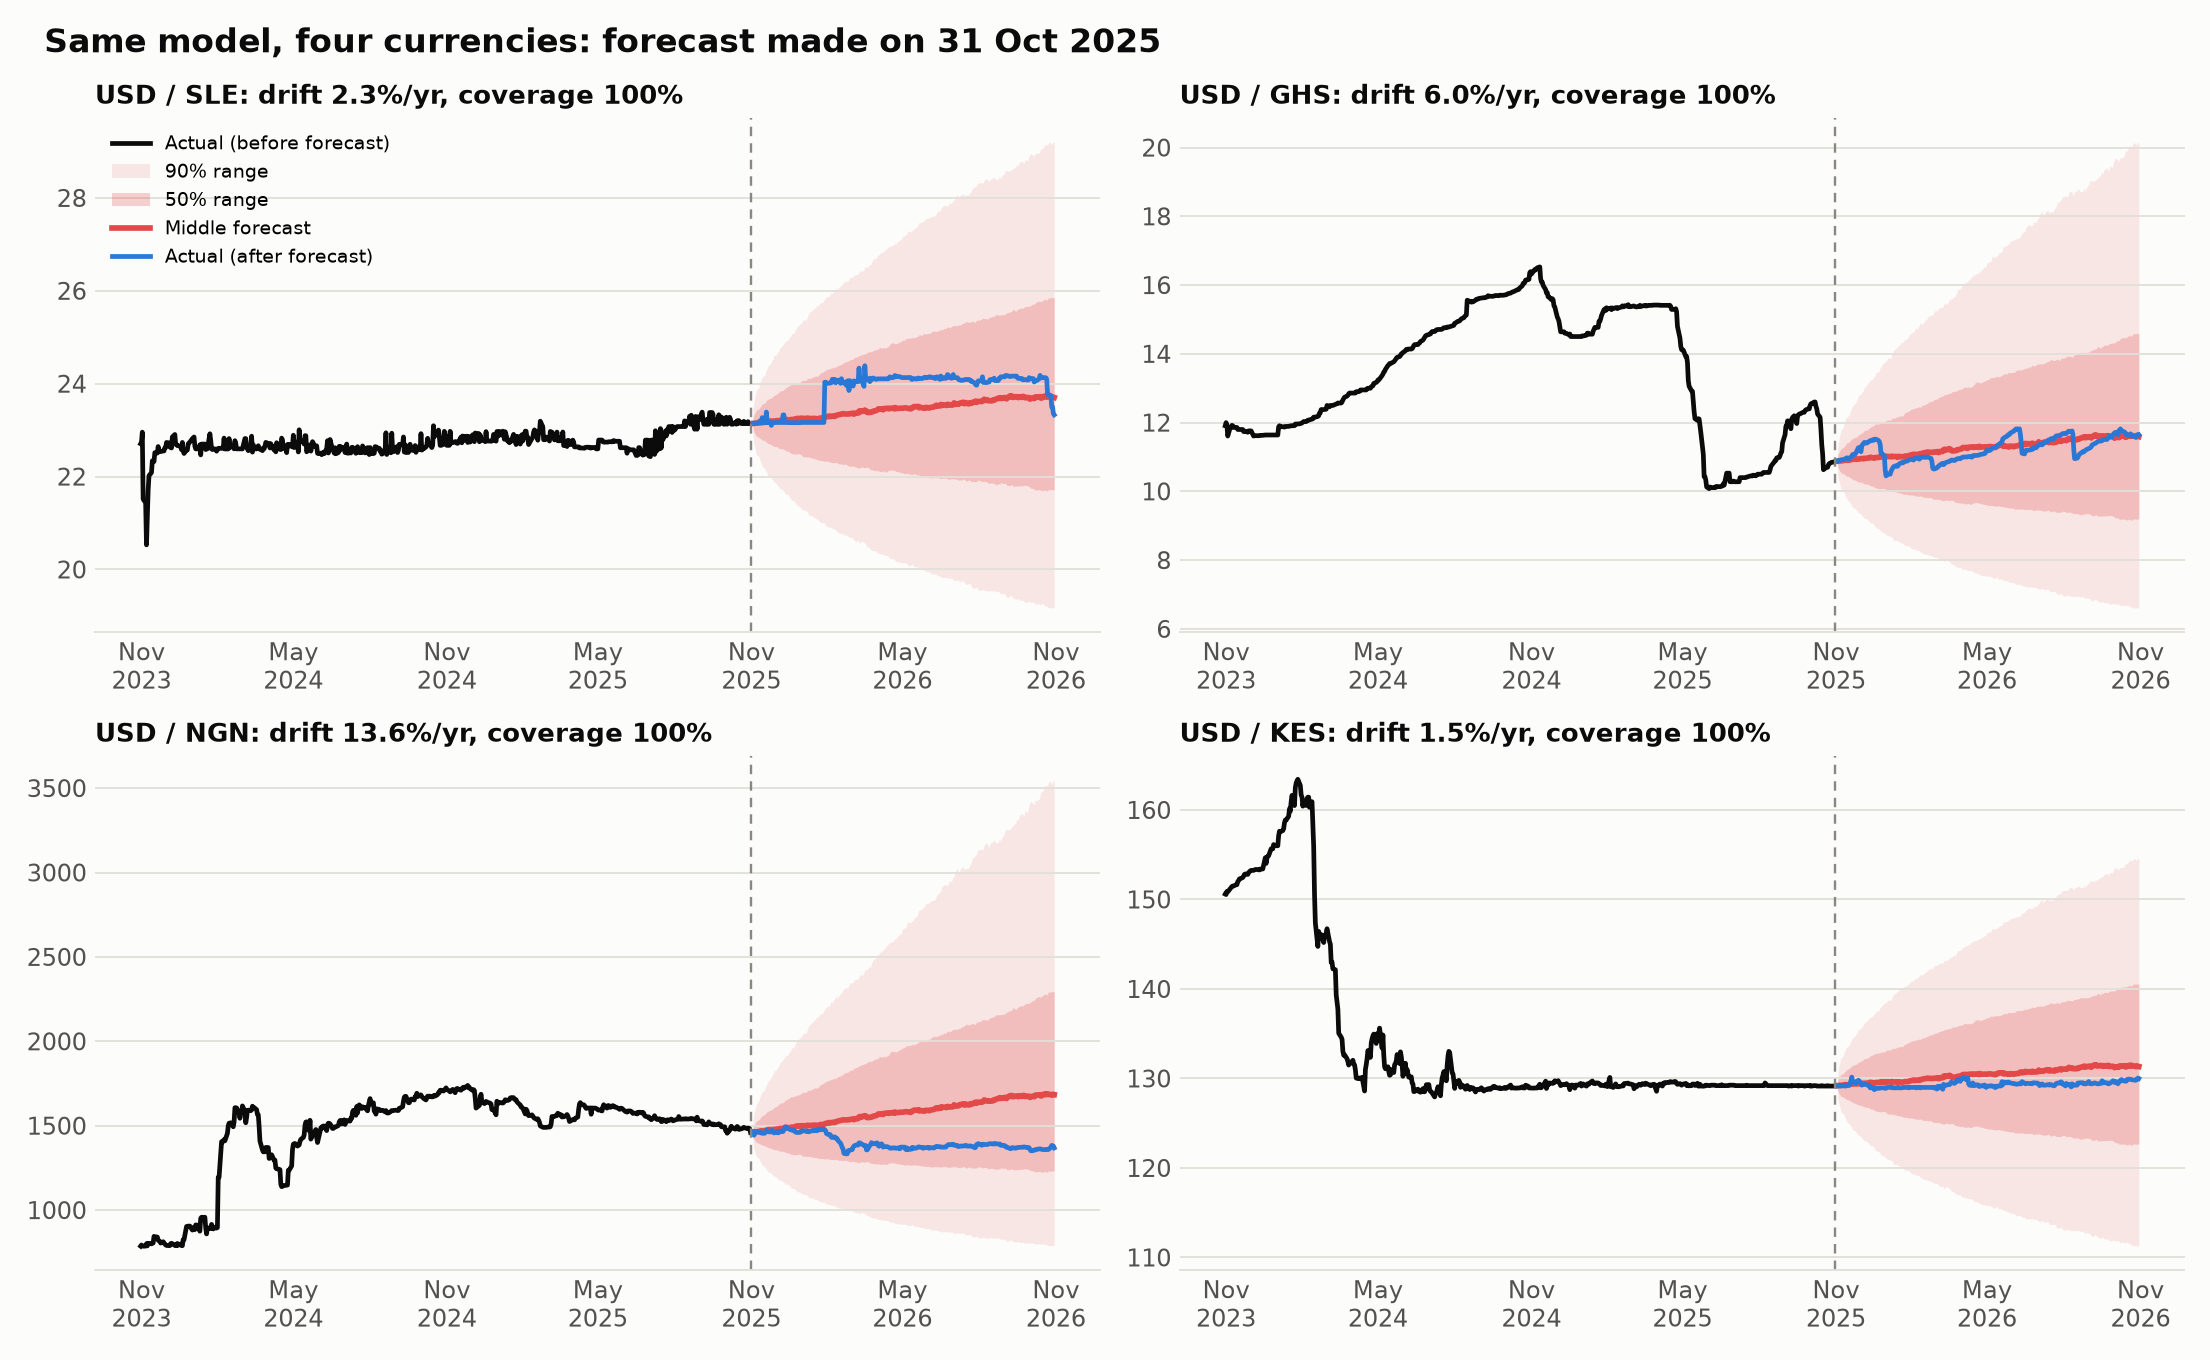 Same model, four currencies: forecast made on 31 Oct 2025
USD / SLE: drift 2.3%/yr, coverage 100%
Actual (before forecast)
90% range
50% range
Middle forecast
Actual (after forecast)
28
26
24
22
20
Nov May Nov May Nov May Nov
2023 2024 2024 2025 2025 2026 2026
USD / GHS: drift 6.0%/yr, coverage 100%
20
18
16
14
12
10
8
6
Nov May Nov May Nov May Nov
2023 2024 2024 2025 2025 2026 2026
USD / NGN: drift 13.6%/yr, coverage 100%
3500
3000
2500
2000
1500
1000
Nov May Nov May Nov May Nov
2023 2024 2024 2025 2025 2026 2026
USD / KES: drift 1.5%/yr, coverage 100%
160
150
140
130
120
110
Nov May Nov May Nov May Nov
2023 2024 2024 2025 2025 2026 2026